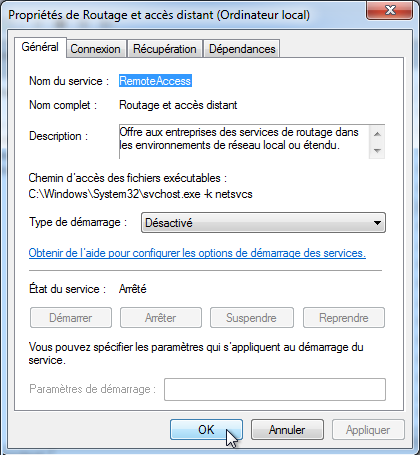 Propriétés de Routage et accès distant (Ordinateur local)
Général Connexion Récupération Dépendances
Nom du service : RemoteAccess
Nom complet : Routage et accès distant
Description : Offre aux entreprises des services de routage dans
les environnements de réseau local ou étendu.
Chemin d'accès des fichiers exécutables :
C:\Windows\System32\svchost.exe -k netsvcs
Type de démarrage : Désactivé
Obtenir de l'aide pour configurer les options de démarrage des services.
État du service : Arrêté
Démarrer Arrêter Suspendre Reprendre
Vous pouvez spécifier les paramètres qui s'appliquent au démarrage du
service.
Paramètres de démarrage :
OK Annuler Appliquer